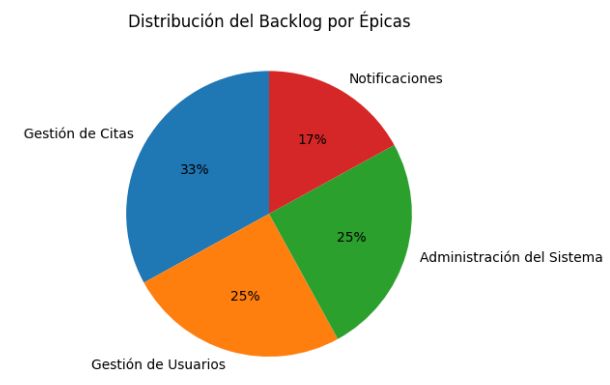 Distribución del Backlog por Épicas
Notificaciones
Gestión de Citas
17%
33%
25%
Administración del Sistema
25%
Gestión de Usuarios